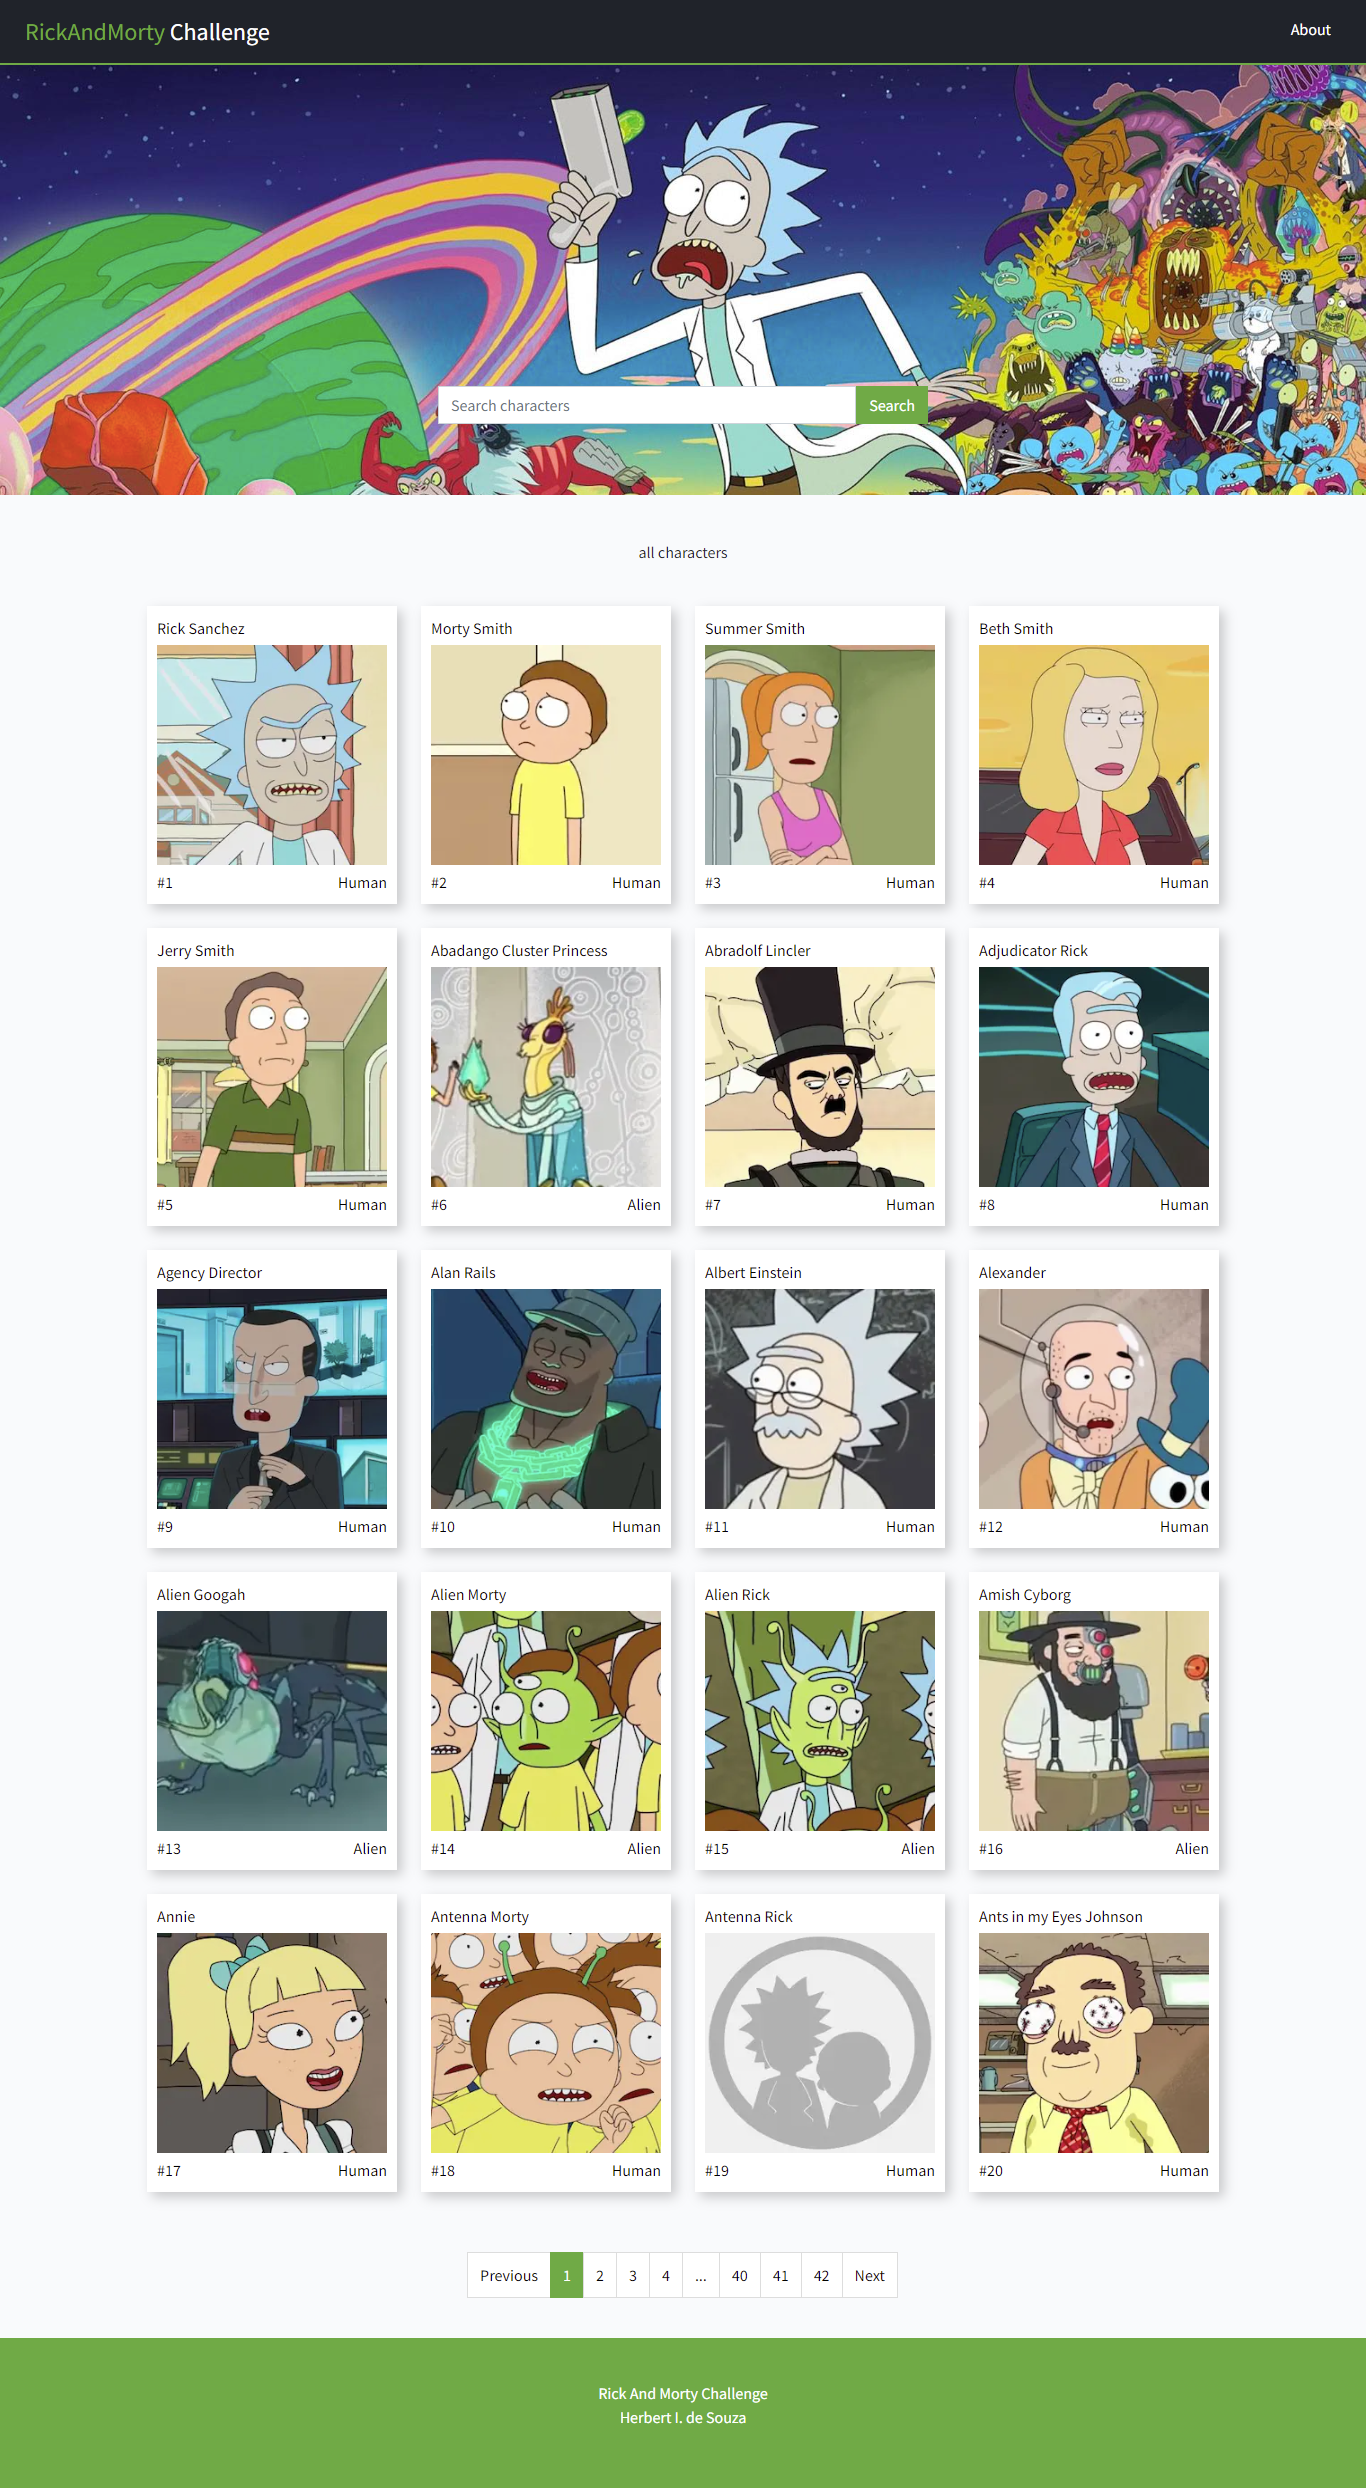 RickAndMorty Challenge
About
Search characters
Search
all characters
Rick Sanchez
Morty Smith
Summer Smith
Beth Smith
#1
Human
#2
Human
#3
Human
#4
Human
Jerry Smith
Abadango Cluster Princess
Abradolf Lincler
Adjudicator Rick
#5
Human
#6
Alien
#7
Human
#8
Human
Agency Director
Alan Rails
Albert Einstein
Alexander
#9
Human
#10
Human
#11
Human
#12
Human
Alien Googah
Alien Morty
Alien Rick
Amish Cyborg
#13
Alien
#14
Alien
#15
Alien
#16
Alien
Annie
Antenna Morty
Antenna Rick
Ants in my Eyes Johnson
#17
Human
#18
Human
#19
Human
#20
Human
Previous
1
2
3
4
...
40
41
42
Next
Rick And Morty Challenge
Herbert I. de Souza